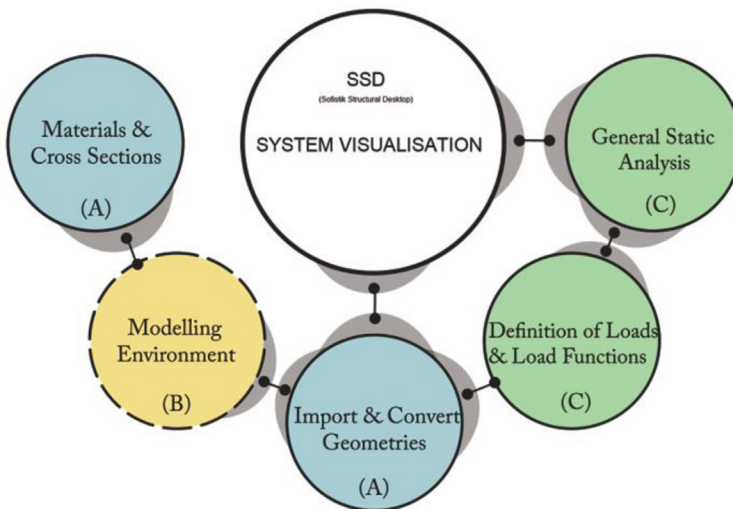 SSD
(Sofistik Structural Desktop)
SYSTEM VISUALISATION
Materials &
Cross Sections
(A)
Modelling
Environment
(B)
Import & Convert
Geometries
(A)
Definition of Loads
& Load Functions
(C)
General Static
Analysis
(C)